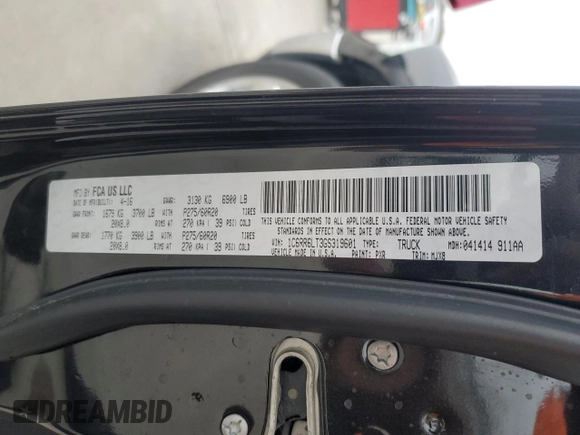 MFD BY FCA US LLC
DATE OF MFR(BUILT): 4-16 GVWR: 3130 KG 6900 LB
GAWR FRONT: 1679 KG 3700 LB WITH TIRES P275/60R20
20X8.0 RIMS AT 270 KPA( 39 PSI) COLD
GAWR REAR: 1770 KG 3900 LB WITH TIRES P275/60R20
20X8.0 RIMS AT 270 KPA( 39 PSI) COLD
THIS VEHICLE CONFORMS TO ALL APPLICABLE U.S.A. FEDERAL MOTOR VEHICLE SAFETY
STANDARDS IN EFFECT ON THE DATE OF MANUFACTURE SHOWN ABOVE.
VIN: 1C6RR6LT3GS319601 TYPE: TRUCK MDH: 041414 911AA
VEHICLE MADE IN U.S.A. PAINT: PXR TRIM: MJX8
DREAMBID